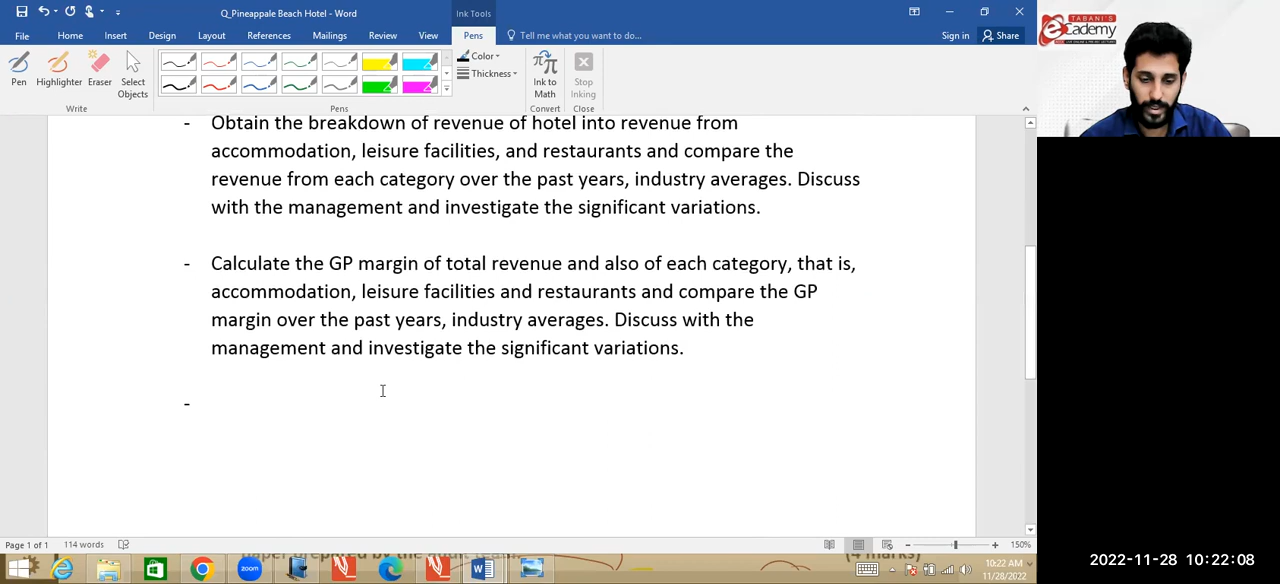 Q_Pineappale Beach Hotel - Word
Ink Tools
File Home Insert Design Layout References Mailings Review View Pens Tell me what you want to do...
Sign in Share
Pen Highlighter Eraser Select Objects
Color
Thickness
Ink to Math
Stop Inking
Write Pens Convert Close
TABANI'S
eCademy
- Obtain the breakdown of revenue of hotel into revenue from
accommodation, leisure facilities, and restaurants and compare the
revenue from each category over the past years, industry averages. Discuss
with the management and investigate the significant variations.
- Calculate the GP margin of total revenue and also of each category, that is,
accommodation, leisure facilities and restaurants and compare the GP
margin over the past years, industry averages. Discuss with the
management and investigate the significant variations.
-
Page 1 of 1 114 words
150%
(4 marks)
zoom
10:22 AM
11/28/2022
2022-11-28 10:22:08